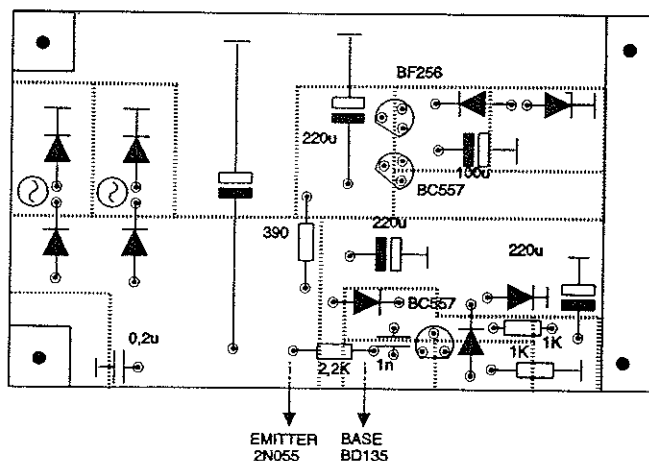 BF256
220u
100u
BC557
390
220u
220u
BC557
0,2u
1K
2,2K
1n
1K
EMITTER BASE
2N055 BD135